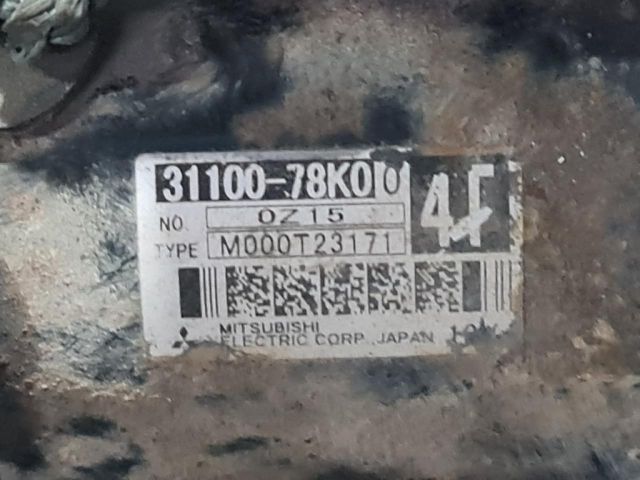 31100-78K00 4F
NO. 0Z15
TYPE M000T23171
MITSUBISHI
ELECTRIC CORP. JAPAN